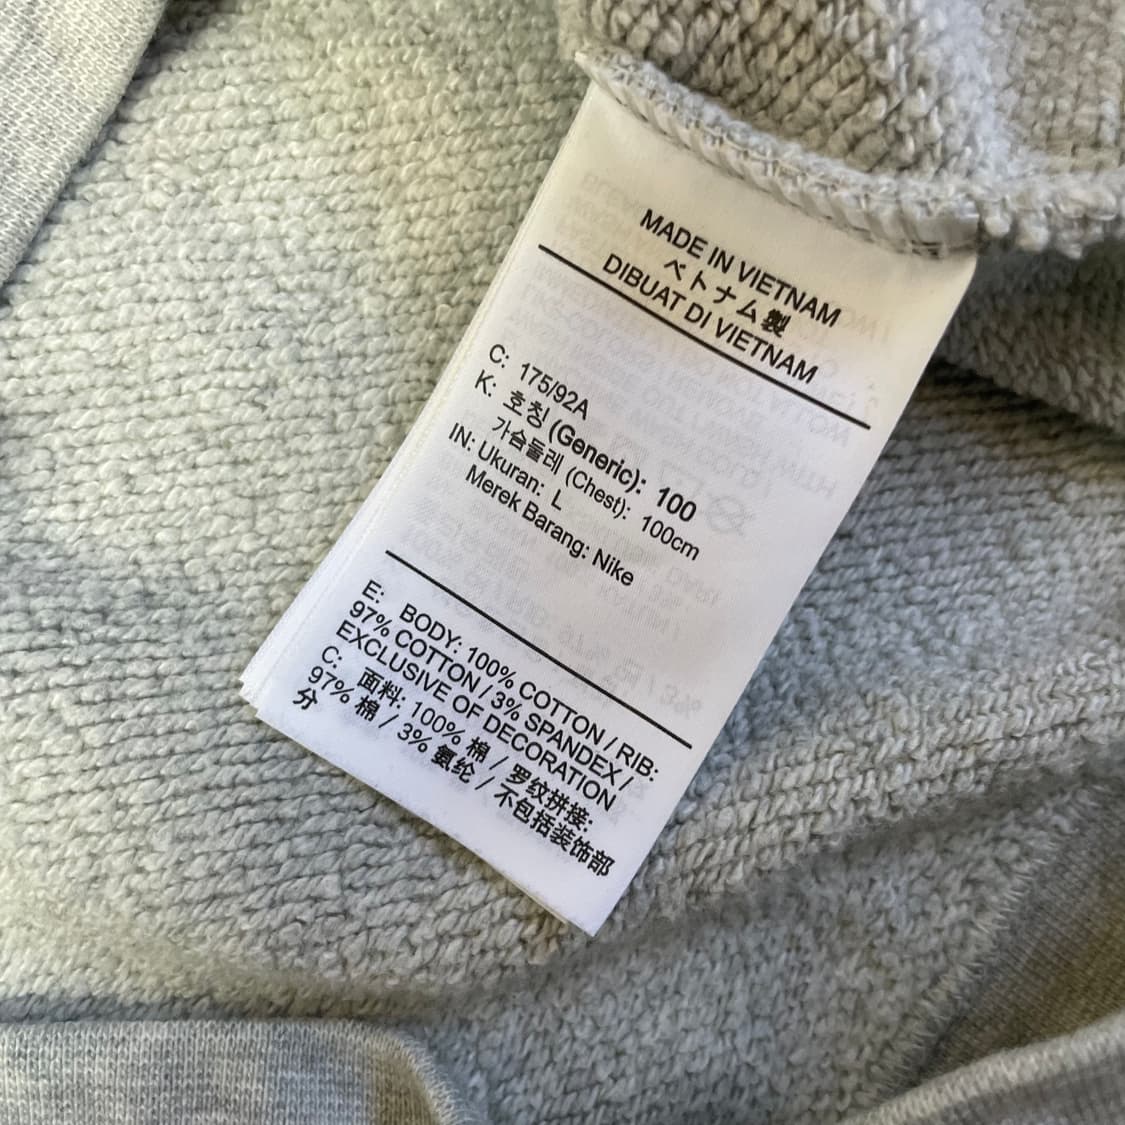 MADE IN VIETNAM
ベトナム製
DIBUAT DI VIETNAM
C: 175/92A
K: 호칭 (Generic): 100
가슴둘레 (Chest): 100cm
IN: Ukuran: L
Merek Barang: Nike
E: BODY: 100% COTTON / RIB:
97% COTTON / 3% SPANDEX /
EXCLUSIVE OF DECORATION
C: 面料: 100% 棉 / 罗纹拼接:
97% 棉 / 3% 氨纶 / 不包括装饰部
分